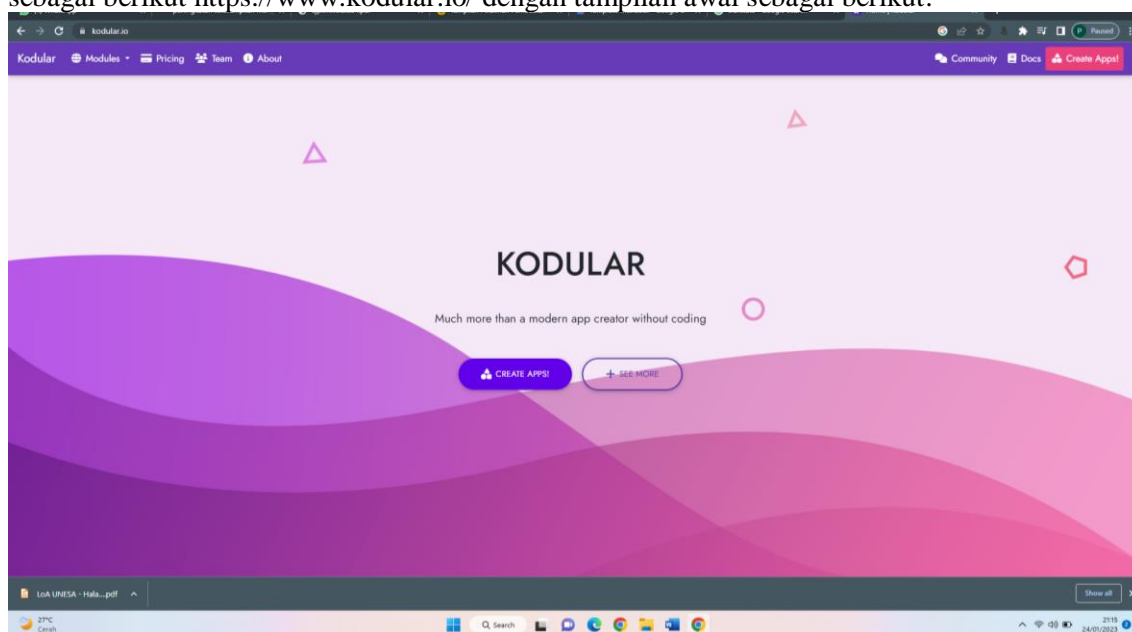 sebagai berikut https://www.kodular.io/ dengan tampilan awal sebagai berikut:
kodular.io
Paused
Kodular Modules Pricing Team About Community Docs Create Apps!
KODULAR
Much more than a modern app creator without coding
CREATE APPS! SEE MORE
LoA UNESA - Hala....pdf Show all
27°C
Cerah
Search
21:15
24/01/2023